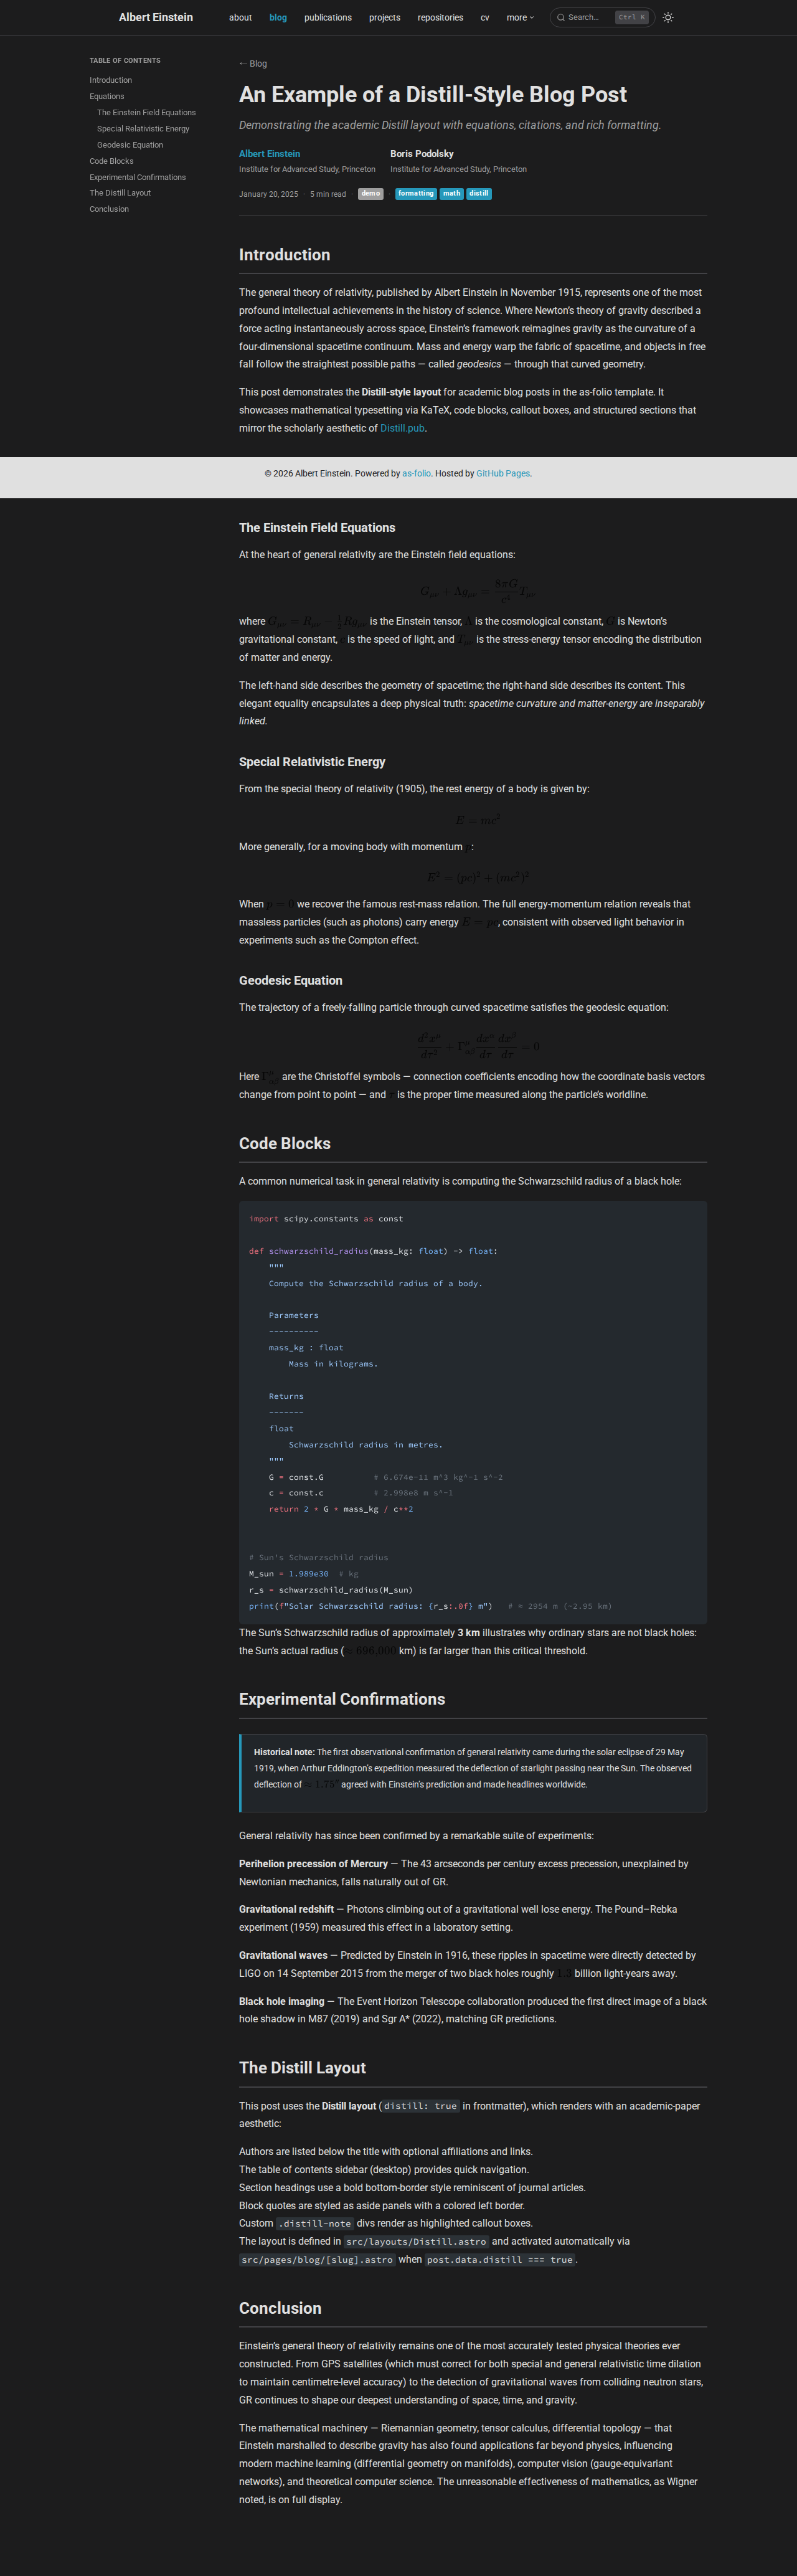 Albert Einstein
about blog publications projects repositories cv more Search... Ctrl K
TABLE OF CONTENTS
Introduction
Equations
The Einstein Field Equations
Special Relativistic Energy
Geodesic Equation
Code Blocks
Experimental Confirmations
The Distill Layout
Conclusion
← Blog
An Example of a Distill-Style Blog Post
Demonstrating the academic Distill layout with equations, citations, and rich formatting.
Albert Einstein
Institute for Advanced Study, Princeton
Boris Podolsky
Institute for Advanced Study, Princeton
January 20, 2025 · 5 min read · demo · formatting math distill
Introduction
The general theory of relativity, published by Albert Einstein in November 1915, represents one of the most
profound intellectual achievements in the history of science. Where Newton’s theory of gravity described a
force acting instantaneously across space, Einstein’s framework reimagines gravity as the curvature of a
four-dimensional spacetime continuum. Mass and energy warp the fabric of spacetime, and objects in free
fall follow the straightest possible paths — called geodesics — through that curved geometry.
This post demonstrates the Distill-style layout for academic blog posts in the as-folio template. It
showcases mathematical typesetting via KaTeX, code blocks, callout boxes, and structured sections that
mirror the scholarly aesthetic of Distill.pub.
© 2026 Albert Einstein. Powered by as-folio. Hosted by GitHub Pages.
The Einstein Field Equations
At the heart of general relativity are the Einstein field equations:
G_μν + Λg_μν = 8πG/c⁴ T_μν
where G_μν = R_μν − ½Rg_μν is the Einstein tensor, Λ is the cosmological constant, G is Newton’s
gravitational constant, is the speed of light, and T_μν is the stress-energy tensor encoding the distribution
of matter and energy.
The left-hand side describes the geometry of spacetime; the right-hand side describes its content. This
elegant equality encapsulates a deep physical truth: spacetime curvature and matter-energy are inseparably
linked.
Special Relativistic Energy
From the special theory of relativity (1905), the rest energy of a body is given by:
E = mc²
More generally, for a moving body with momentum p:
E² = (pc)² + (mc²)²
When p = 0 we recover the famous rest-mass relation. The full energy-momentum relation reveals that
massless particles (such as photons) carry energy E = pc, consistent with observed light behavior in
experiments such as the Compton effect.
Geodesic Equation
The trajectory of a freely-falling particle through curved spacetime satisfies the geodesic equation:
d²x^μ/dτ² + Γ^μ_αβ dx^α/dτ dx^β/dτ = 0
Here Γ^μ_αβ are the Christoffel symbols — connection coefficients encoding how the coordinate basis vectors
change from point to point — and is the proper time measured along the particle’s worldline.
Code Blocks
A common numerical task in general relativity is computing the Schwarzschild radius of a black hole:
import scipy.constants as const
def schwarzschild_radius(mass_kg: float) -> float:
"""
Compute the Schwarzschild radius of a body.
Parameters
----------
mass_kg : float
Mass in kilograms.
Returns
-------
float
Schwarzschild radius in metres.
"""
G = const.G # 6.674e-11 m^3 kg^-1 s^-2
c = const.c # 2.998e8 m s^-1
return 2 * G * mass_kg / c**2
# Sun's Schwarzschild radius
M_sun = 1.989e30 # kg
r_s = schwarzschild_radius(M_sun)
print(f"Solar Schwarzschild radius: {r_s:.0f} m") # ≈ 2954 m (~2.95 km)
The Sun’s Schwarzschild radius of approximately 3 km illustrates why ordinary stars are not black holes:
the Sun’s actual radius (≈ 696,000 km) is far larger than this critical threshold.
Experimental Confirmations
Historical note: The first observational confirmation of general relativity came during the solar eclipse of 29 May
1919, when Arthur Eddington’s expedition measured the deflection of starlight passing near the Sun. The observed
deflection of ≈ 1.75″ agreed with Einstein’s prediction and made headlines worldwide.
General relativity has since been confirmed by a remarkable suite of experiments:
Perihelion precession of Mercury — The 43 arcseconds per century excess precession, unexplained by
Newtonian mechanics, falls naturally out of GR.
Gravitational redshift — Photons climbing out of a gravitational well lose energy. The Pound–Rebka
experiment (1959) measured this effect in a laboratory setting.
Gravitational waves — Predicted by Einstein in 1916, these ripples in spacetime were directly detected by
LIGO on 14 September 2015 from the merger of two black holes roughly 1.3 billion light-years away.
Black hole imaging — The Event Horizon Telescope collaboration produced the first direct image of a black
hole shadow in M87 (2019) and Sgr A* (2022), matching GR predictions.
The Distill Layout
This post uses the Distill layout (distill: true in frontmatter), which renders with an academic-paper
aesthetic:
Authors are listed below the title with optional affiliations and links.
The table of contents sidebar (desktop) provides quick navigation.
Section headings use a bold bottom-border style reminiscent of journal articles.
Block quotes are styled as aside panels with a colored left border.
Custom .distill-note divs render as highlighted callout boxes.
The layout is defined in src/layouts/Distill.astro and activated automatically via
src/pages/blog/[slug].astro when post.data.distill === true.
Conclusion
Einstein’s general theory of relativity remains one of the most accurately tested physical theories ever
constructed. From GPS satellites (which must correct for both special and general relativistic time dilation
to maintain centimetre-level accuracy) to the detection of gravitational waves from colliding neutron stars,
GR continues to shape our deepest understanding of space, time, and gravity.
The mathematical machinery — Riemannian geometry, tensor calculus, differential topology — that
Einstein marshalled to describe gravity has also found applications far beyond physics, influencing
modern machine learning (differential geometry on manifolds), computer vision (gauge-equivariant
networks), and theoretical computer science. The unreasonable effectiveness of mathematics, as Wigner
noted, is on full display.